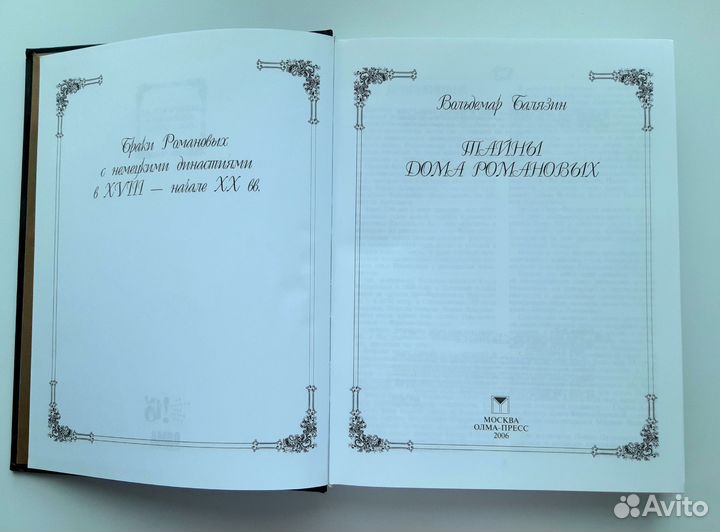 Браки Романовых
с немецкими династиями
в XVIII — начале XX вв.
Вольдемар Балязин
ТАЙНЫ
ДОМА РОМАНОВЫХ
МОСКВА
ОЛМА-ПРЕСС
2006
Avito